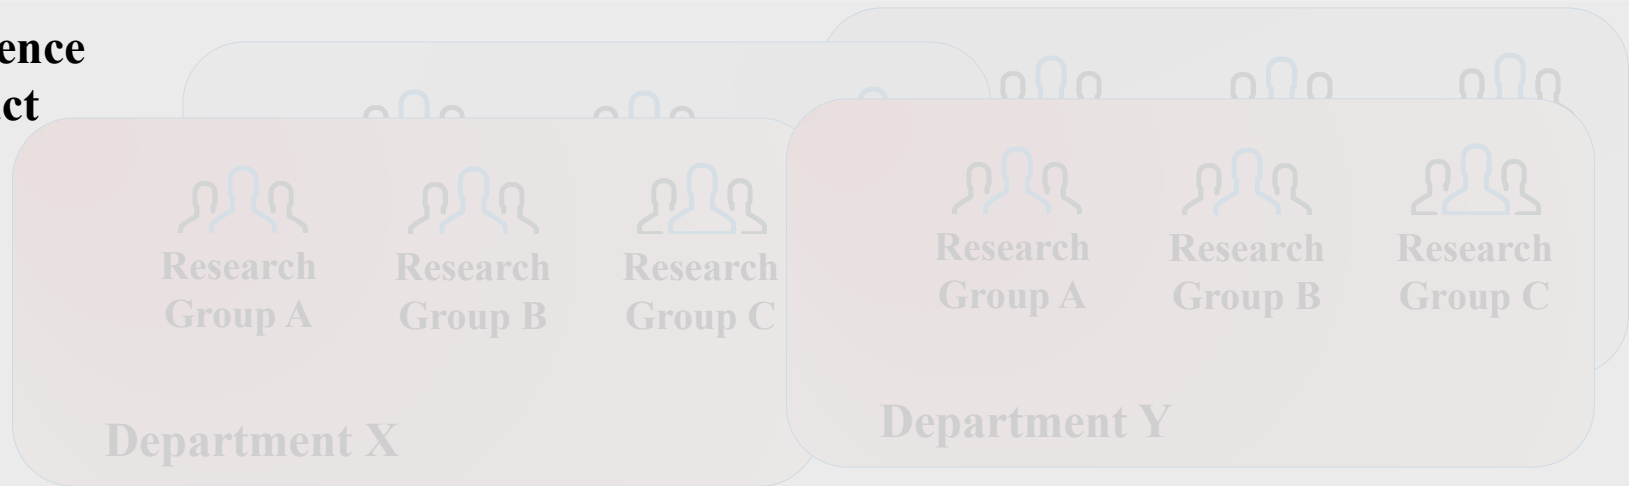 ence
ct
Research
Group A
Research
Group B
Research
Group C
Department X
Research
Group A
Research
Group B
Research
Group C
Department Y